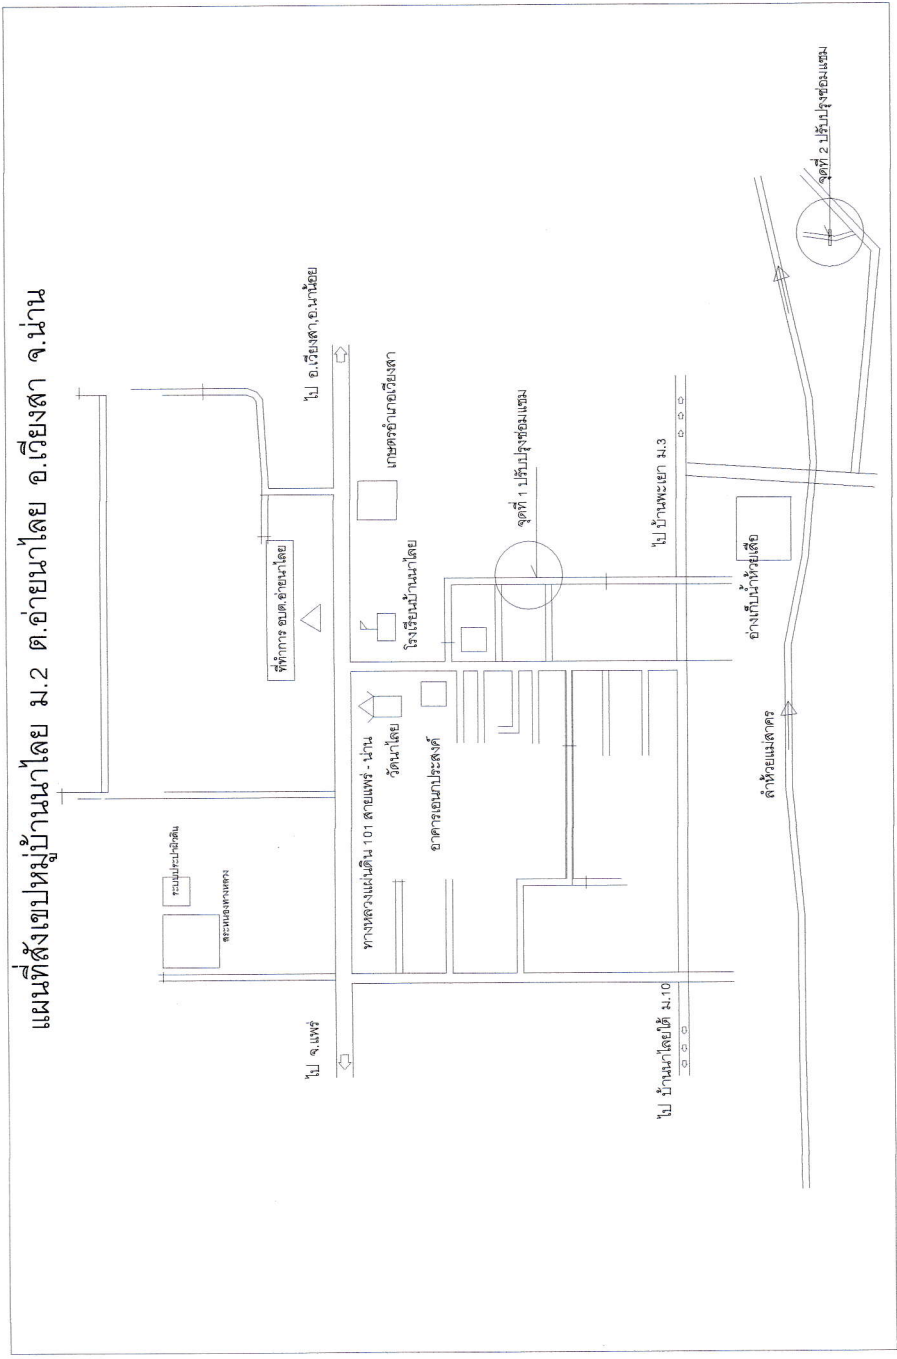 แผนที่สังเขปหมู่บ้านนาไลย ม.2 ต.อ่ายนาไลย อ.เวียงสา จ.น่าน
ระบบประปาผิวดิน
สระหนองทางหลวง
ที่ทำการ อบต.อ่ายนาไลย
ไป จ.แพร่
ไป อ.เวียงสา,อ.นาน้อย
ทางหลวงแผ่นดิน 101 สายแพร่ - น่าน
วัดนาไลย
โรงเรียนบ้านนาไลย
เกษตรอำเภอเวียงสา
อาคารเอนกประสงค์
จุดที่ 1 ปรับปรุงซ่อมแซม
ไป บ้านนาไลยใต้ ม.10
ไป บ้านพะเยา ม.3
อ่างเก็บน้ำห้วยเสือ
ลำห้วยแม่สาคร
จุดที่ 2 ปรับปรุงซ่อมแซม